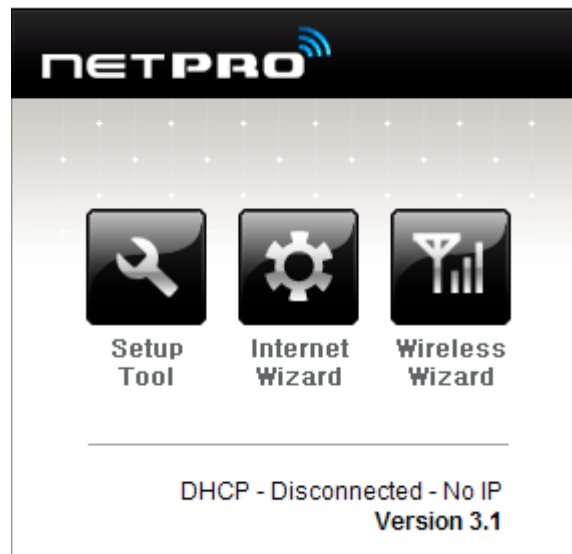 NETPRO
Setup Tool
Internet Wizard
Wireless Wizard
DHCP - Disconnected - No IP
Version 3.1